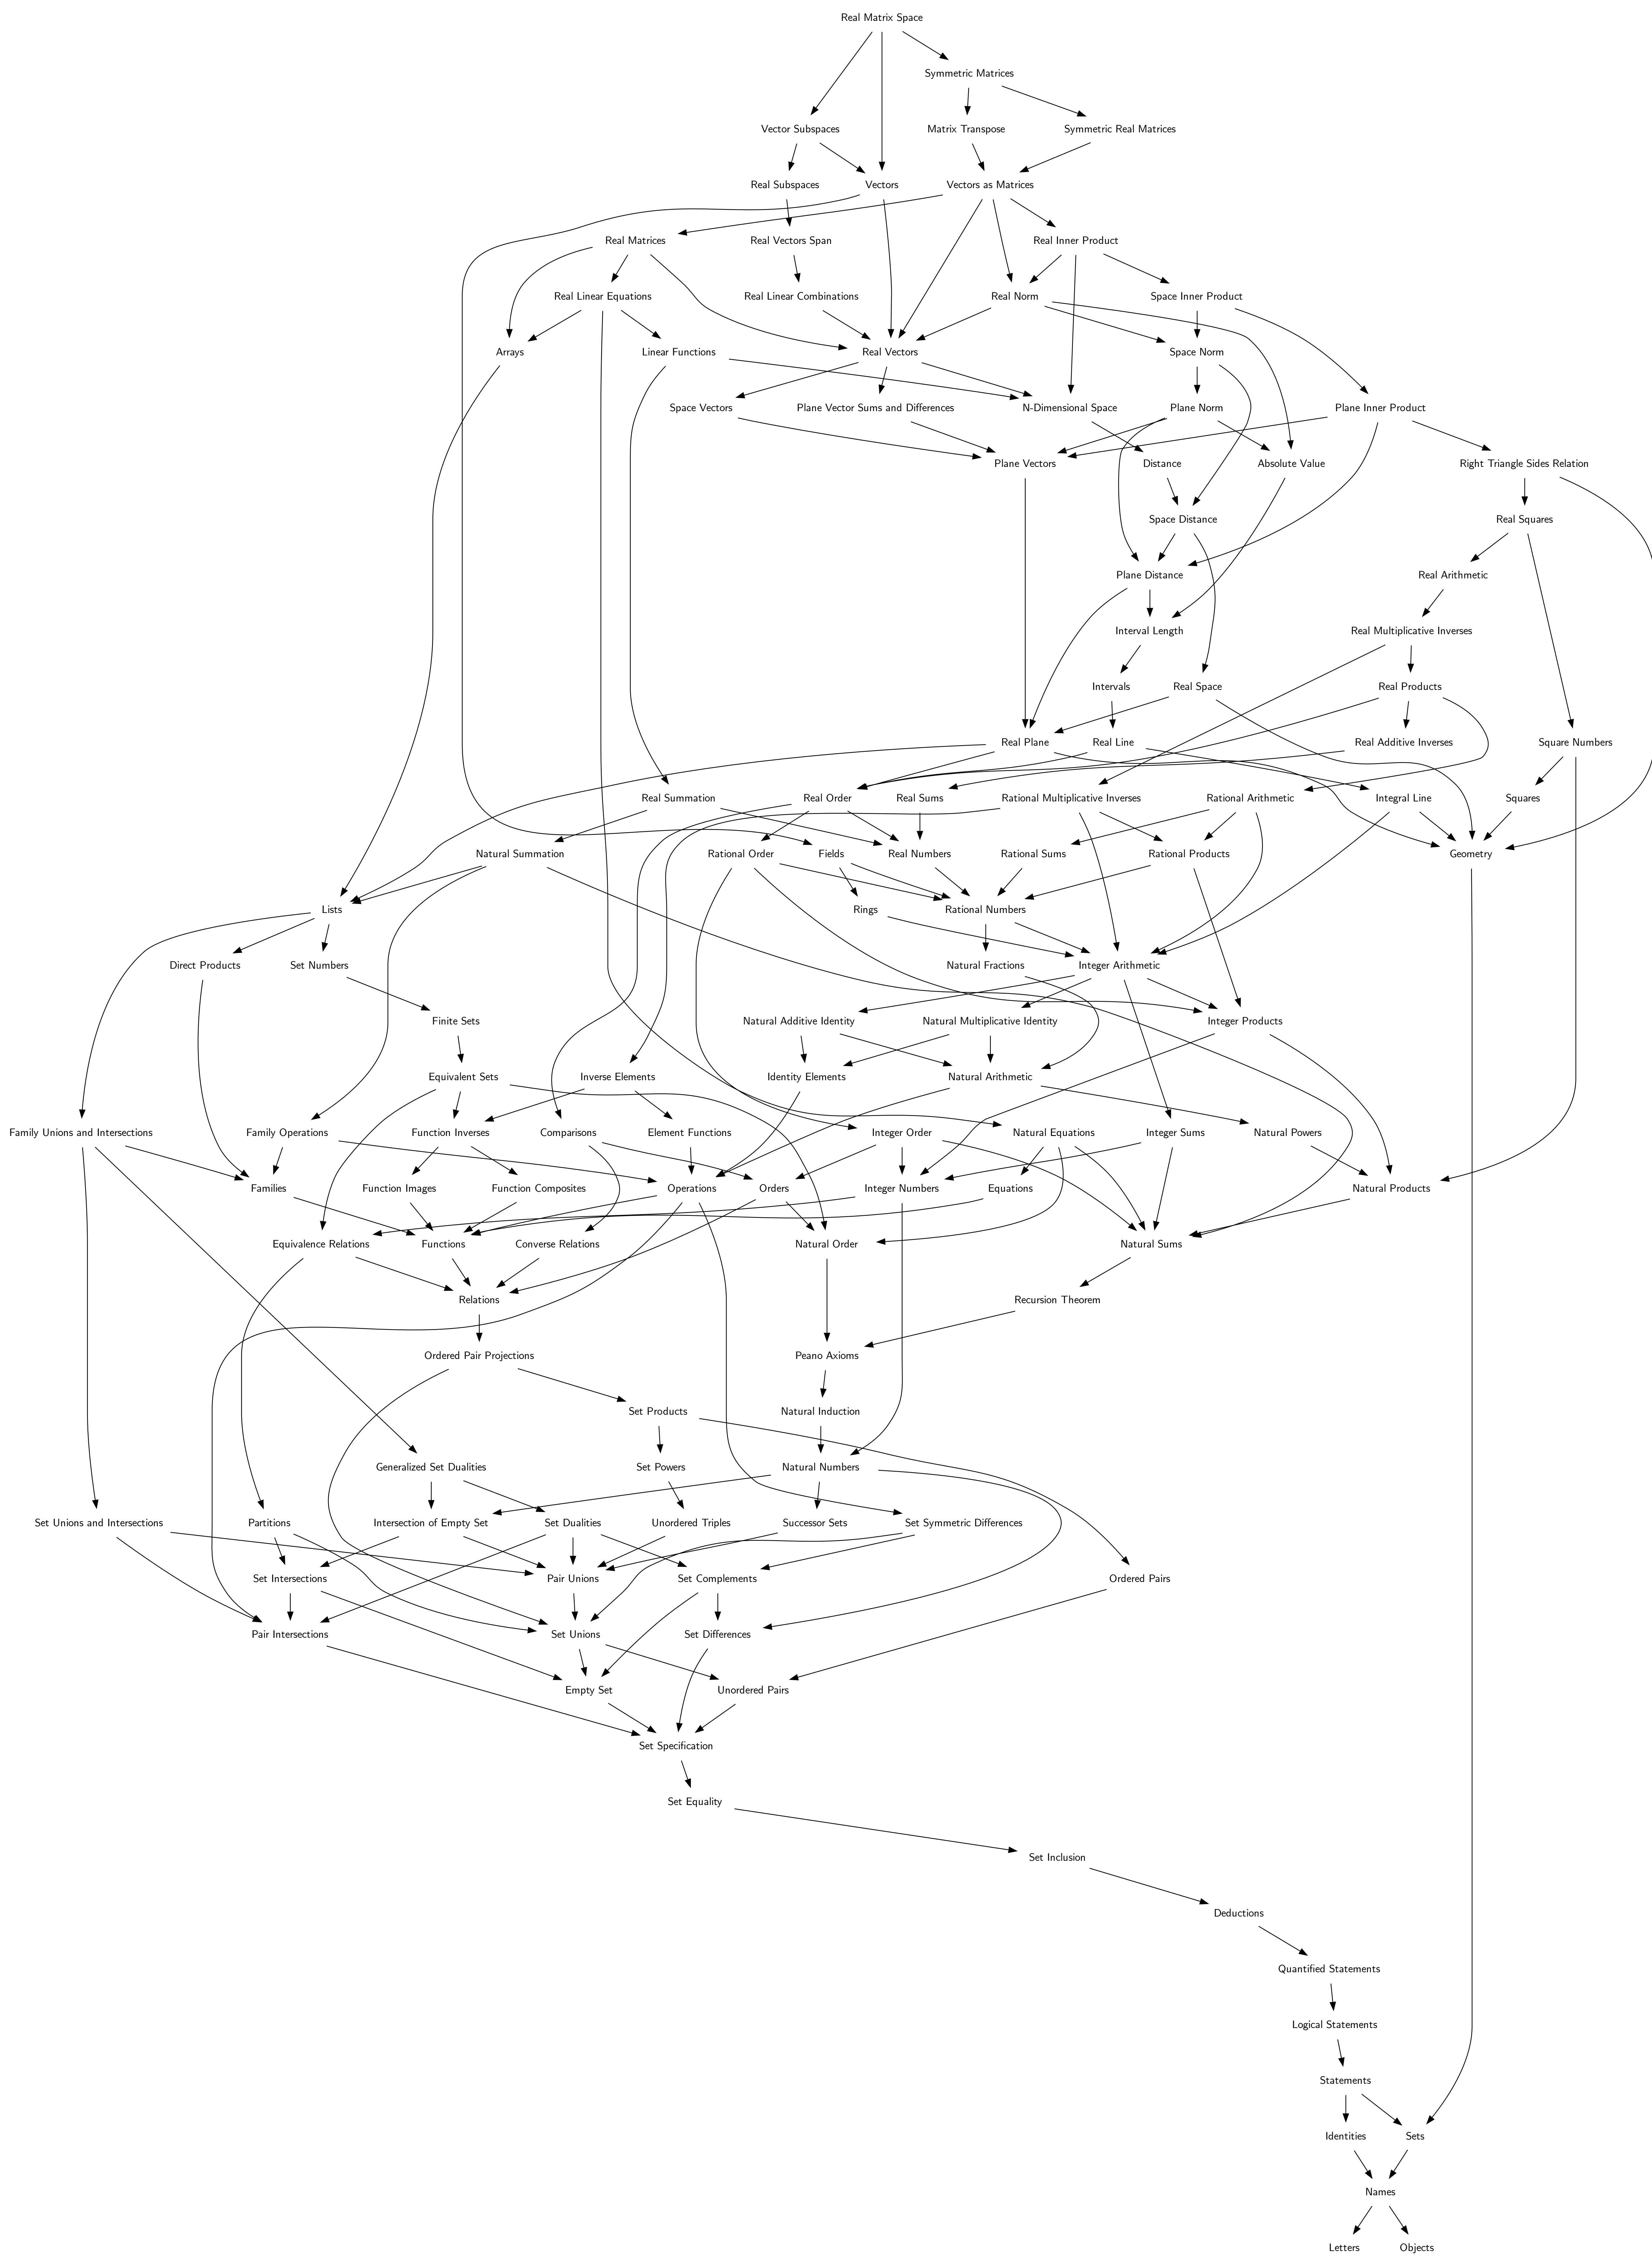 Real Matrix Space
Symmetric Matrices
Vector Subspaces
Matrix Transpose
Symmetric Real Matrices
Real Subspaces
Vectors
Vectors as Matrices
Real Matrices
Real Vectors Span
Real Inner Product
Real Linear Equations
Real Linear Combinations
Real Norm
Space Inner Product
Arrays
Linear Functions
Real Vectors
Space Norm
Space Vectors
Plane Vector Sums and Differences
N-Dimensional Space
Plane Norm
Plane Inner Product
Plane Vectors
Distance
Absolute Value
Right Triangle Sides Relation
Space Distance
Real Squares
Plane Distance
Real Arithmetic
Interval Length
Real Multiplicative Inverses
Intervals
Real Space
Real Products
Real Plane
Real Line
Real Additive Inverses
Square Numbers
Real Summation
Real Order
Real Sums
Rational Multiplicative Inverses
Rational Arithmetic
Integral Line
Squares
Natural Summation
Rational Order
Fields
Real Numbers
Rational Sums
Rational Products
Geometry
Lists
Rings
Rational Numbers
Direct Products
Set Numbers
Natural Fractions
Integer Arithmetic
Finite Sets
Natural Additive Identity
Natural Multiplicative Identity
Integer Products
Equivalent Sets
Inverse Elements
Identity Elements
Natural Arithmetic
Family Unions and Intersections
Family Operations
Function Inverses
Comparisons
Element Functions
Integer Order
Natural Equations
Integer Sums
Natural Powers
Families
Function Images
Function Composites
Operations
Orders
Integer Numbers
Equations
Natural Products
Equivalence Relations
Functions
Converse Relations
Natural Order
Natural Sums
Relations
Recursion Theorem
Ordered Pair Projections
Peano Axioms
Set Products
Natural Induction
Generalized Set Dualities
Set Powers
Natural Numbers
Set Unions and Intersections
Partitions
Intersection of Empty Set
Set Dualities
Unordered Triples
Successor Sets
Set Symmetric Differences
Set Intersections
Pair Unions
Set Complements
Ordered Pairs
Pair Intersections
Set Unions
Set Differences
Empty Set
Unordered Pairs
Set Specification
Set Equality
Set Inclusion
Deductions
Quantified Statements
Logical Statements
Statements
Identities
Sets
Names
Letters
Objects